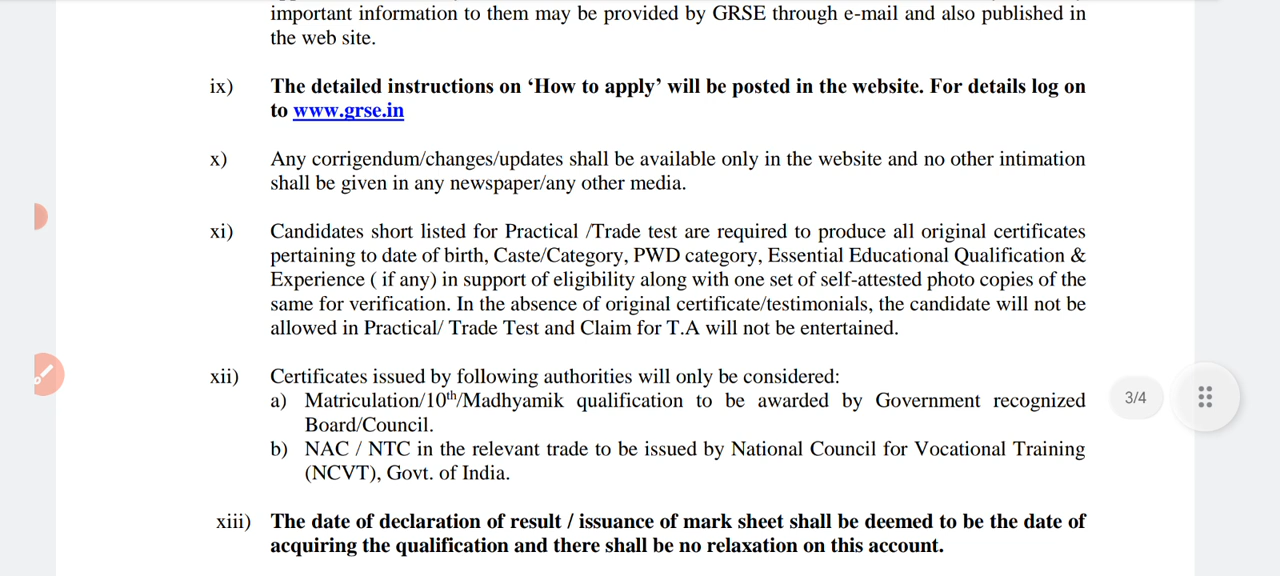 important information to them may be provided by GRSE through e-mail and also published in
the web site.
ix) The detailed instructions on ‘How to apply’ will be posted in the website. For details log on
to www.grse.in
x) Any corrigendum/changes/updates shall be available only in the website and no other intimation
shall be given in any newspaper/any other media.
xi) Candidates short listed for Practical /Trade test are required to produce all original certificates
pertaining to date of birth, Caste/Category, PWD category, Essential Educational Qualification &
Experience ( if any) in support of eligibility along with one set of self-attested photo copies of the
same for verification. In the absence of original certificate/testimonials, the candidate will not be
allowed in Practical/ Trade Test and Claim for T.A will not be entertained.
xii) Certificates issued by following authorities will only be considered:
a) Matriculation/10th/Madhyamik qualification to be awarded by Government recognized
Board/Council.
b) NAC / NTC in the relevant trade to be issued by National Council for Vocational Training
(NCVT), Govt. of India.
xiii) The date of declaration of result / issuance of mark sheet shall be deemed to be the date of
acquiring the qualification and there shall be no relaxation on this account.
3/4